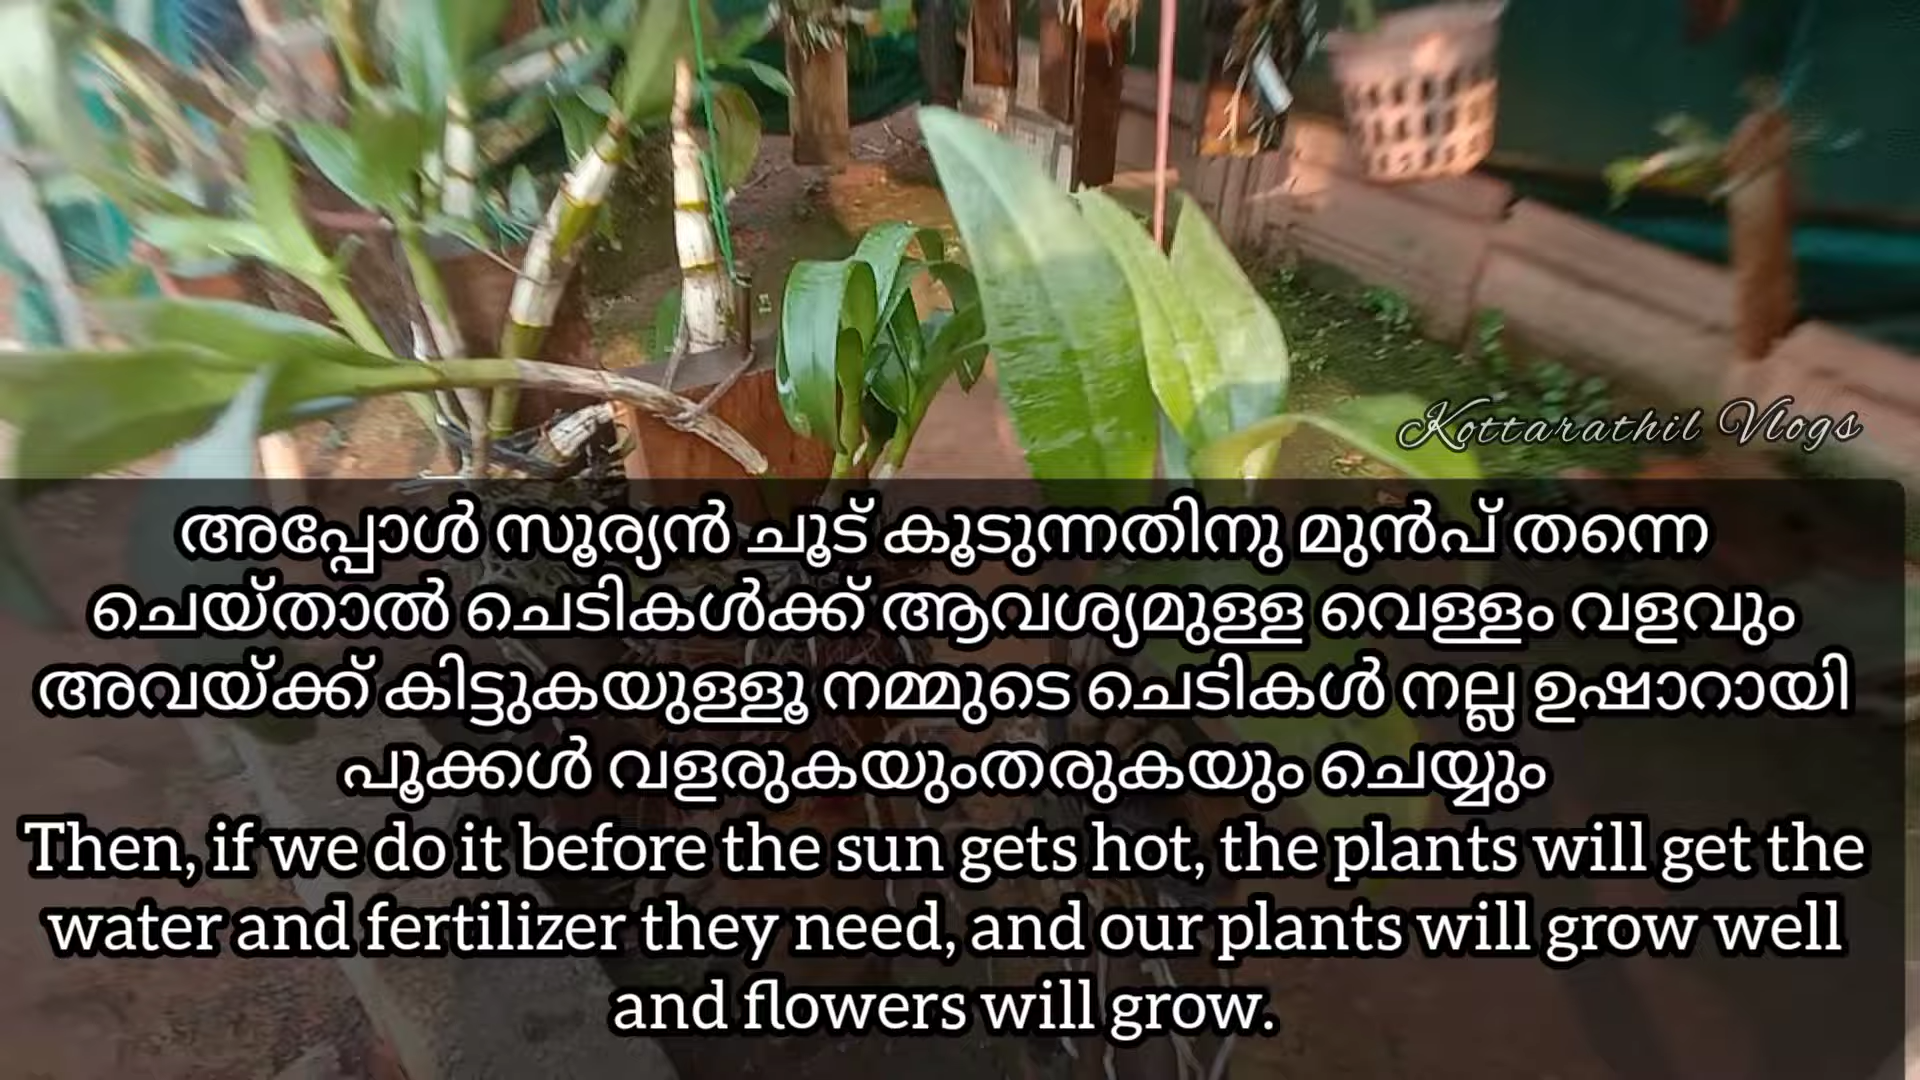 Kottarathil Vlogs
അപ്പോൾ സൂര്യൻ ചൂട് കൂടുന്നതിനു മുൻപ് തന്നെ
ചെയ്താൽ ചെടികൾക്ക് ആവശ്യമുള്ള വെള്ളം വളവും
അവയ്ക്ക് കിട്ടുകയുള്ളൂ നമ്മുടെ ചെടികൾ നല്ല ഉഷാറായി
പൂക്കൾ വളരുകയുംതരുകയും ചെയ്യും
Then, if we do it before the sun gets hot, the plants will get the
water and fertilizer they need, and our plants will grow well
and flowers will grow.